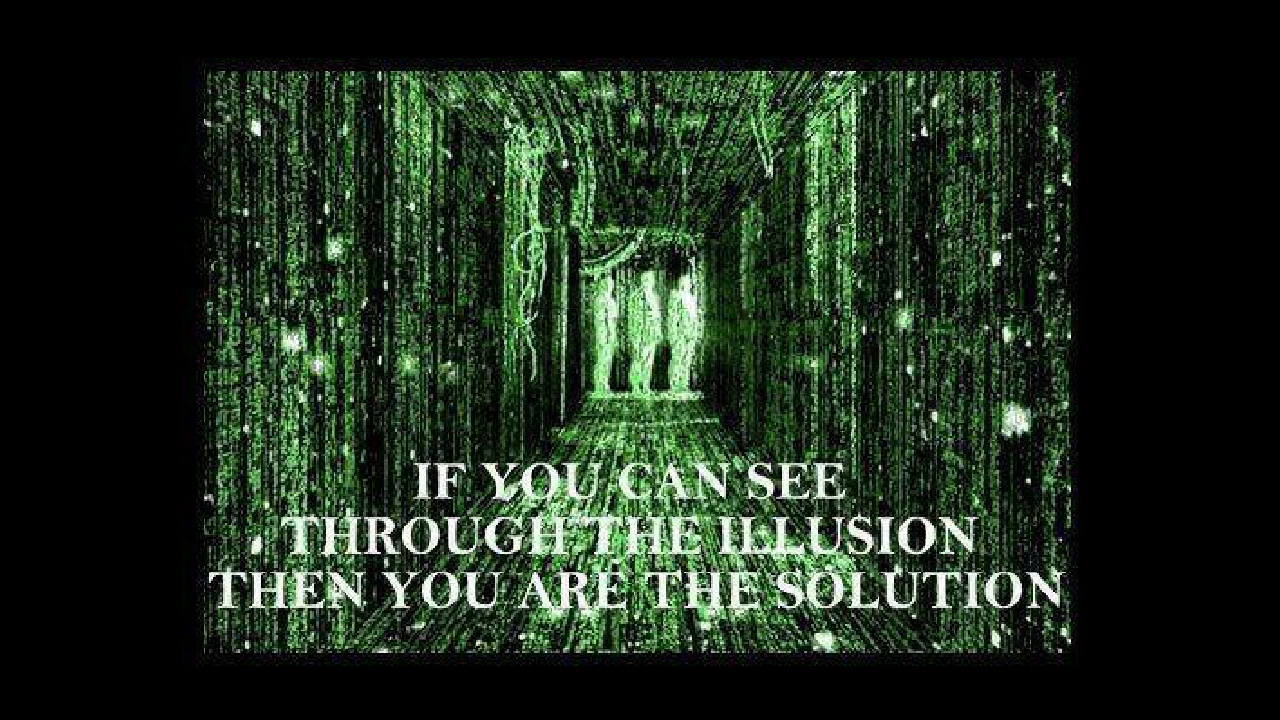 IF YOU CAN SEE
THROUGH THE ILLUSION
THEN YOU ARE THE SOLUTION